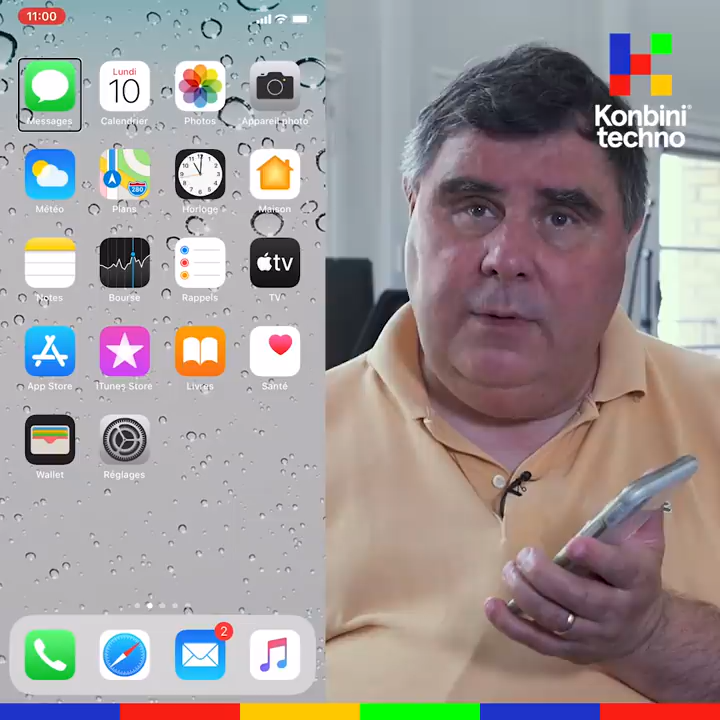 11:00
Messages
Lundi
10
Calendrier
Photos
Appareil photo
Météo
280
Plans
Horloge
Maison
Notes
Bourse
Rappels
tv
TV
App Store
iTunes Store
Livres
Santé
Wallet
Réglages
2
Konbini
techno